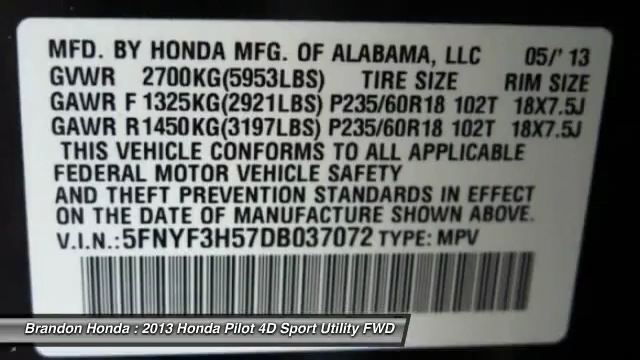 MFD. BY HONDA MFG. OF ALABAMA, LLC 05/' 13
GVWR 2700KG(5953LBS) TIRE SIZE RIM SIZE
GAWR F 1325KG(2921LBS) P235/60R18 102T 18X7.5J
GAWR R1450KG(3197LBS) P235/60R18 102T 18X7.5J
THIS VEHICLE CONFORMS TO ALL APPLICABLE
FEDERAL MOTOR VEHICLE SAFETY
AND THEFT PREVENTION STANDARDS IN EFFECT
ON THE DATE OF MANUFACTURE SHOWN ABOVE.
V.I.N.:5FNYF3H57DB037072 TYPE: MPV
Brandon Honda : 2013 Honda Pilot 4D Sport Utility FWD